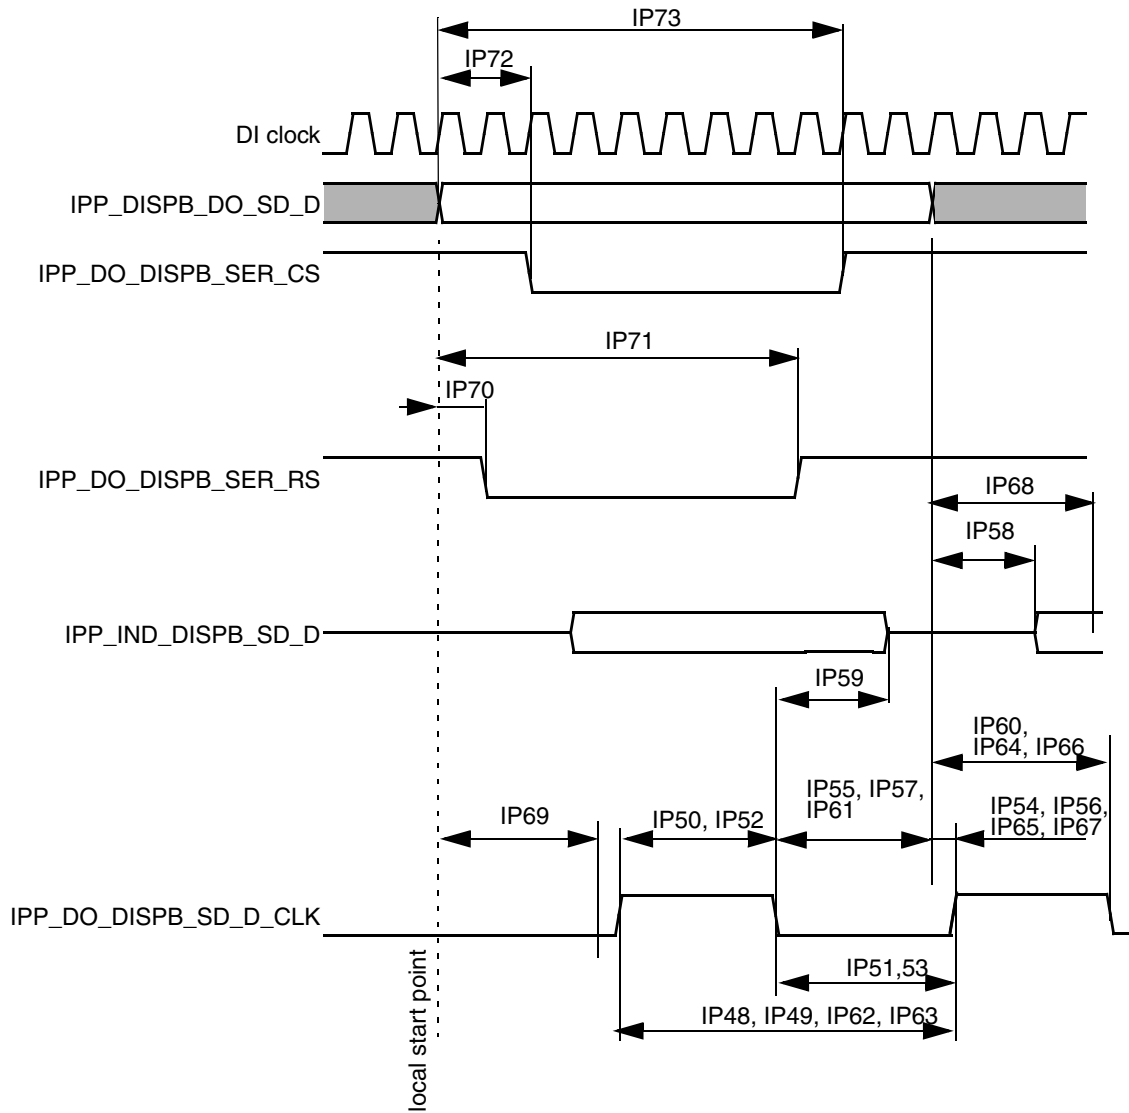 IP73
IP72
DI clock
IPP_DISPB_DO_SD_D
IPP_DO_DISPB_SER_CS
IP71
IP70
IPP_DO_DISPB_SER_RS
IP68
IP58
IPP_IND_DISPB_SD_D
IP59
IP60,
IP64, IP66
IP55, IP57,
IP61
IP54, IP56,
IP65, IP67
IP69
IP50, IP52
IPP_DO_DISPB_SD_D_CLK
IP51,53
IP48, IP49, IP62, IP63
local start point